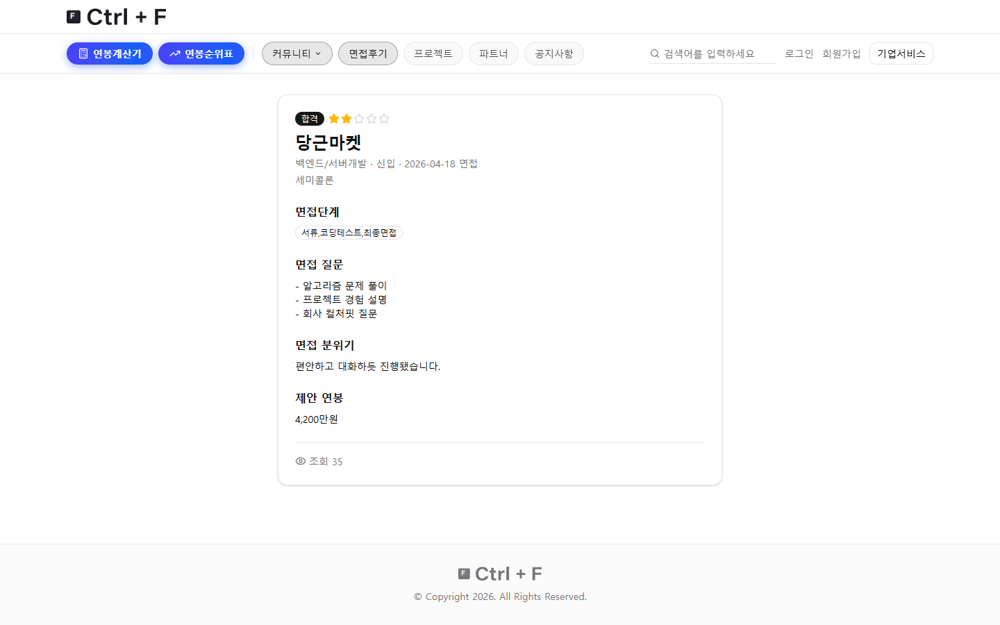 F Ctrl + F
연봉계산기 연봉순위표 커뮤니티 면접후기 프로젝트 파트너 공지사항 검색어를 입력하세요 로그인 회원가입 기업서비스
합격
당근마켓
백엔드/서버개발 · 신입 · 2026-04-18 면접
세미콜론
면접단계
서류,코딩테스트,최종면접
면접 질문
- 알고리즘 문제 풀이
- 프로젝트 경험 설명
- 회사 컬처핏 질문
면접 분위기
편안하고 대화하듯 진행됐습니다.
제안 연봉
4,200만원
조회 35
F Ctrl + F
© Copyright 2026. All Rights Reserved.